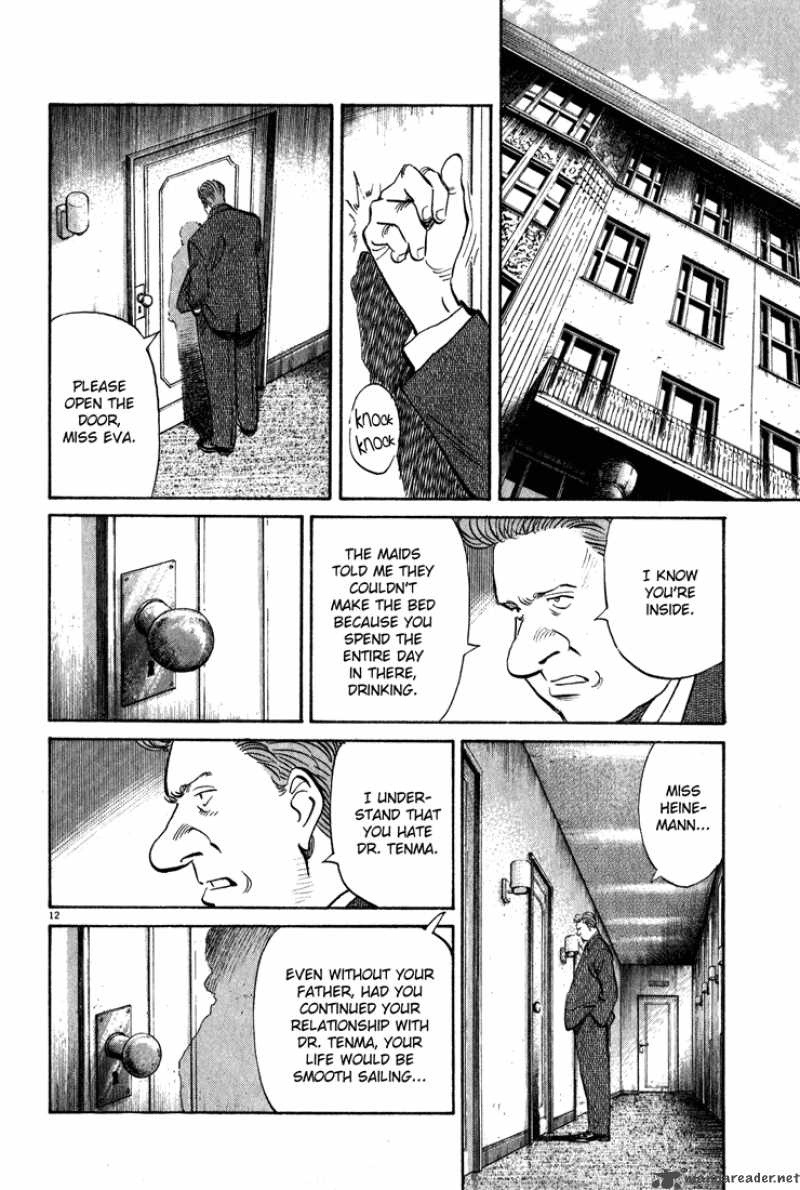 knock
knock
PLEASE
OPEN THE
DOOR,
MISS EVA.
I KNOW
YOU'RE
INSIDE.
THE MAIDS
TOLD ME THEY
COULDN'T
MAKE THE BED
BECAUSE YOU
SPEND THE
ENTIRE DAY
IN THERE,
DRINKING.
MISS
HEINE-
MANN...
I UNDER-
STAND THAT
YOU HATE
DR. TENMA.
12
EVEN WITHOUT YOUR
FATHER, HAD YOU
CONTINUED YOUR
RELATIONSHIP WITH
DR. TENMA, YOUR
LIFE WOULD BE
SMOOTH SAILING...
mangareader.net